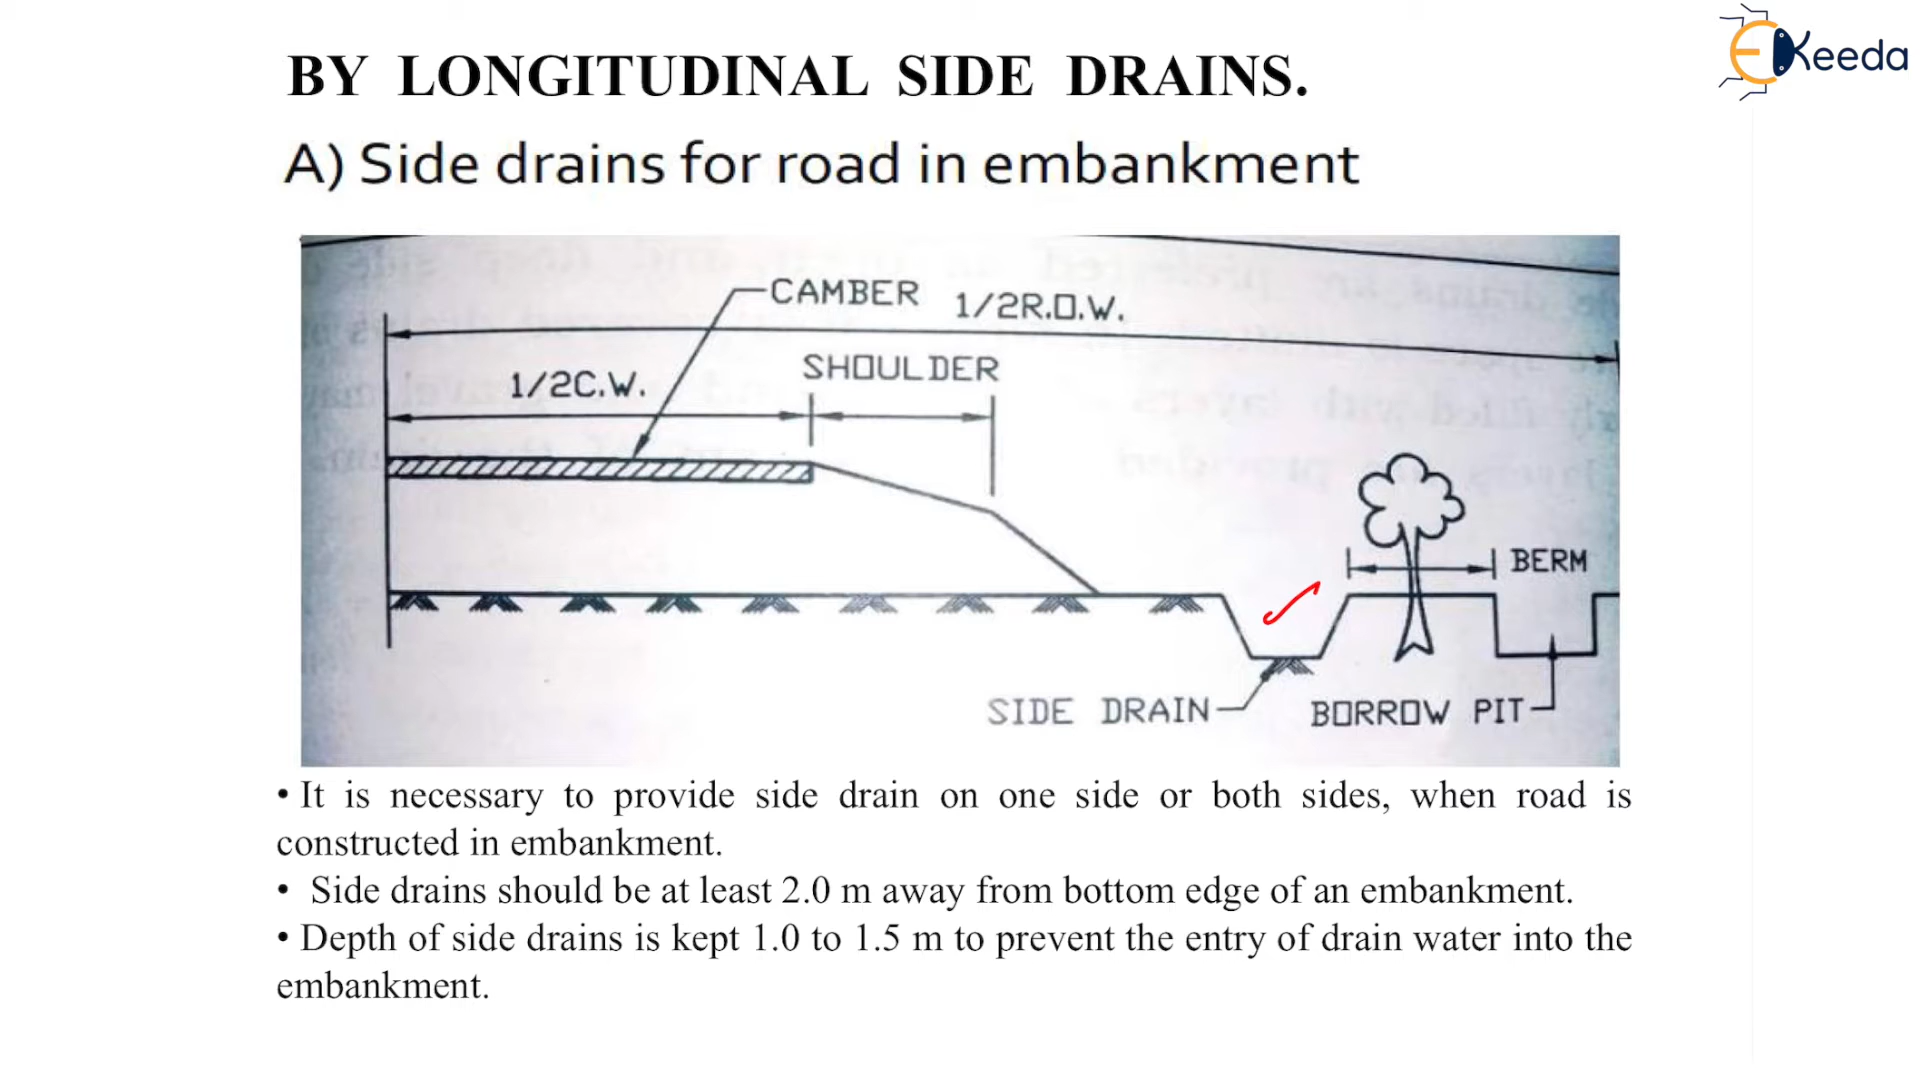 EKeeda
BY LONGITUDINAL SIDE DRAINS.
A) Side drains for road in embankment
CAMBER
1/2R.O.W.
SHOULDER
1/2C.W.
BERM
SIDE DRAIN
BORROW PIT
• It is necessary to provide side drain on one side or both sides, when road is
constructed in embankment.
• Side drains should be at least 2.0 m away from bottom edge of an embankment.
• Depth of side drains is kept 1.0 to 1.5 m to prevent the entry of drain water into the
embankment.